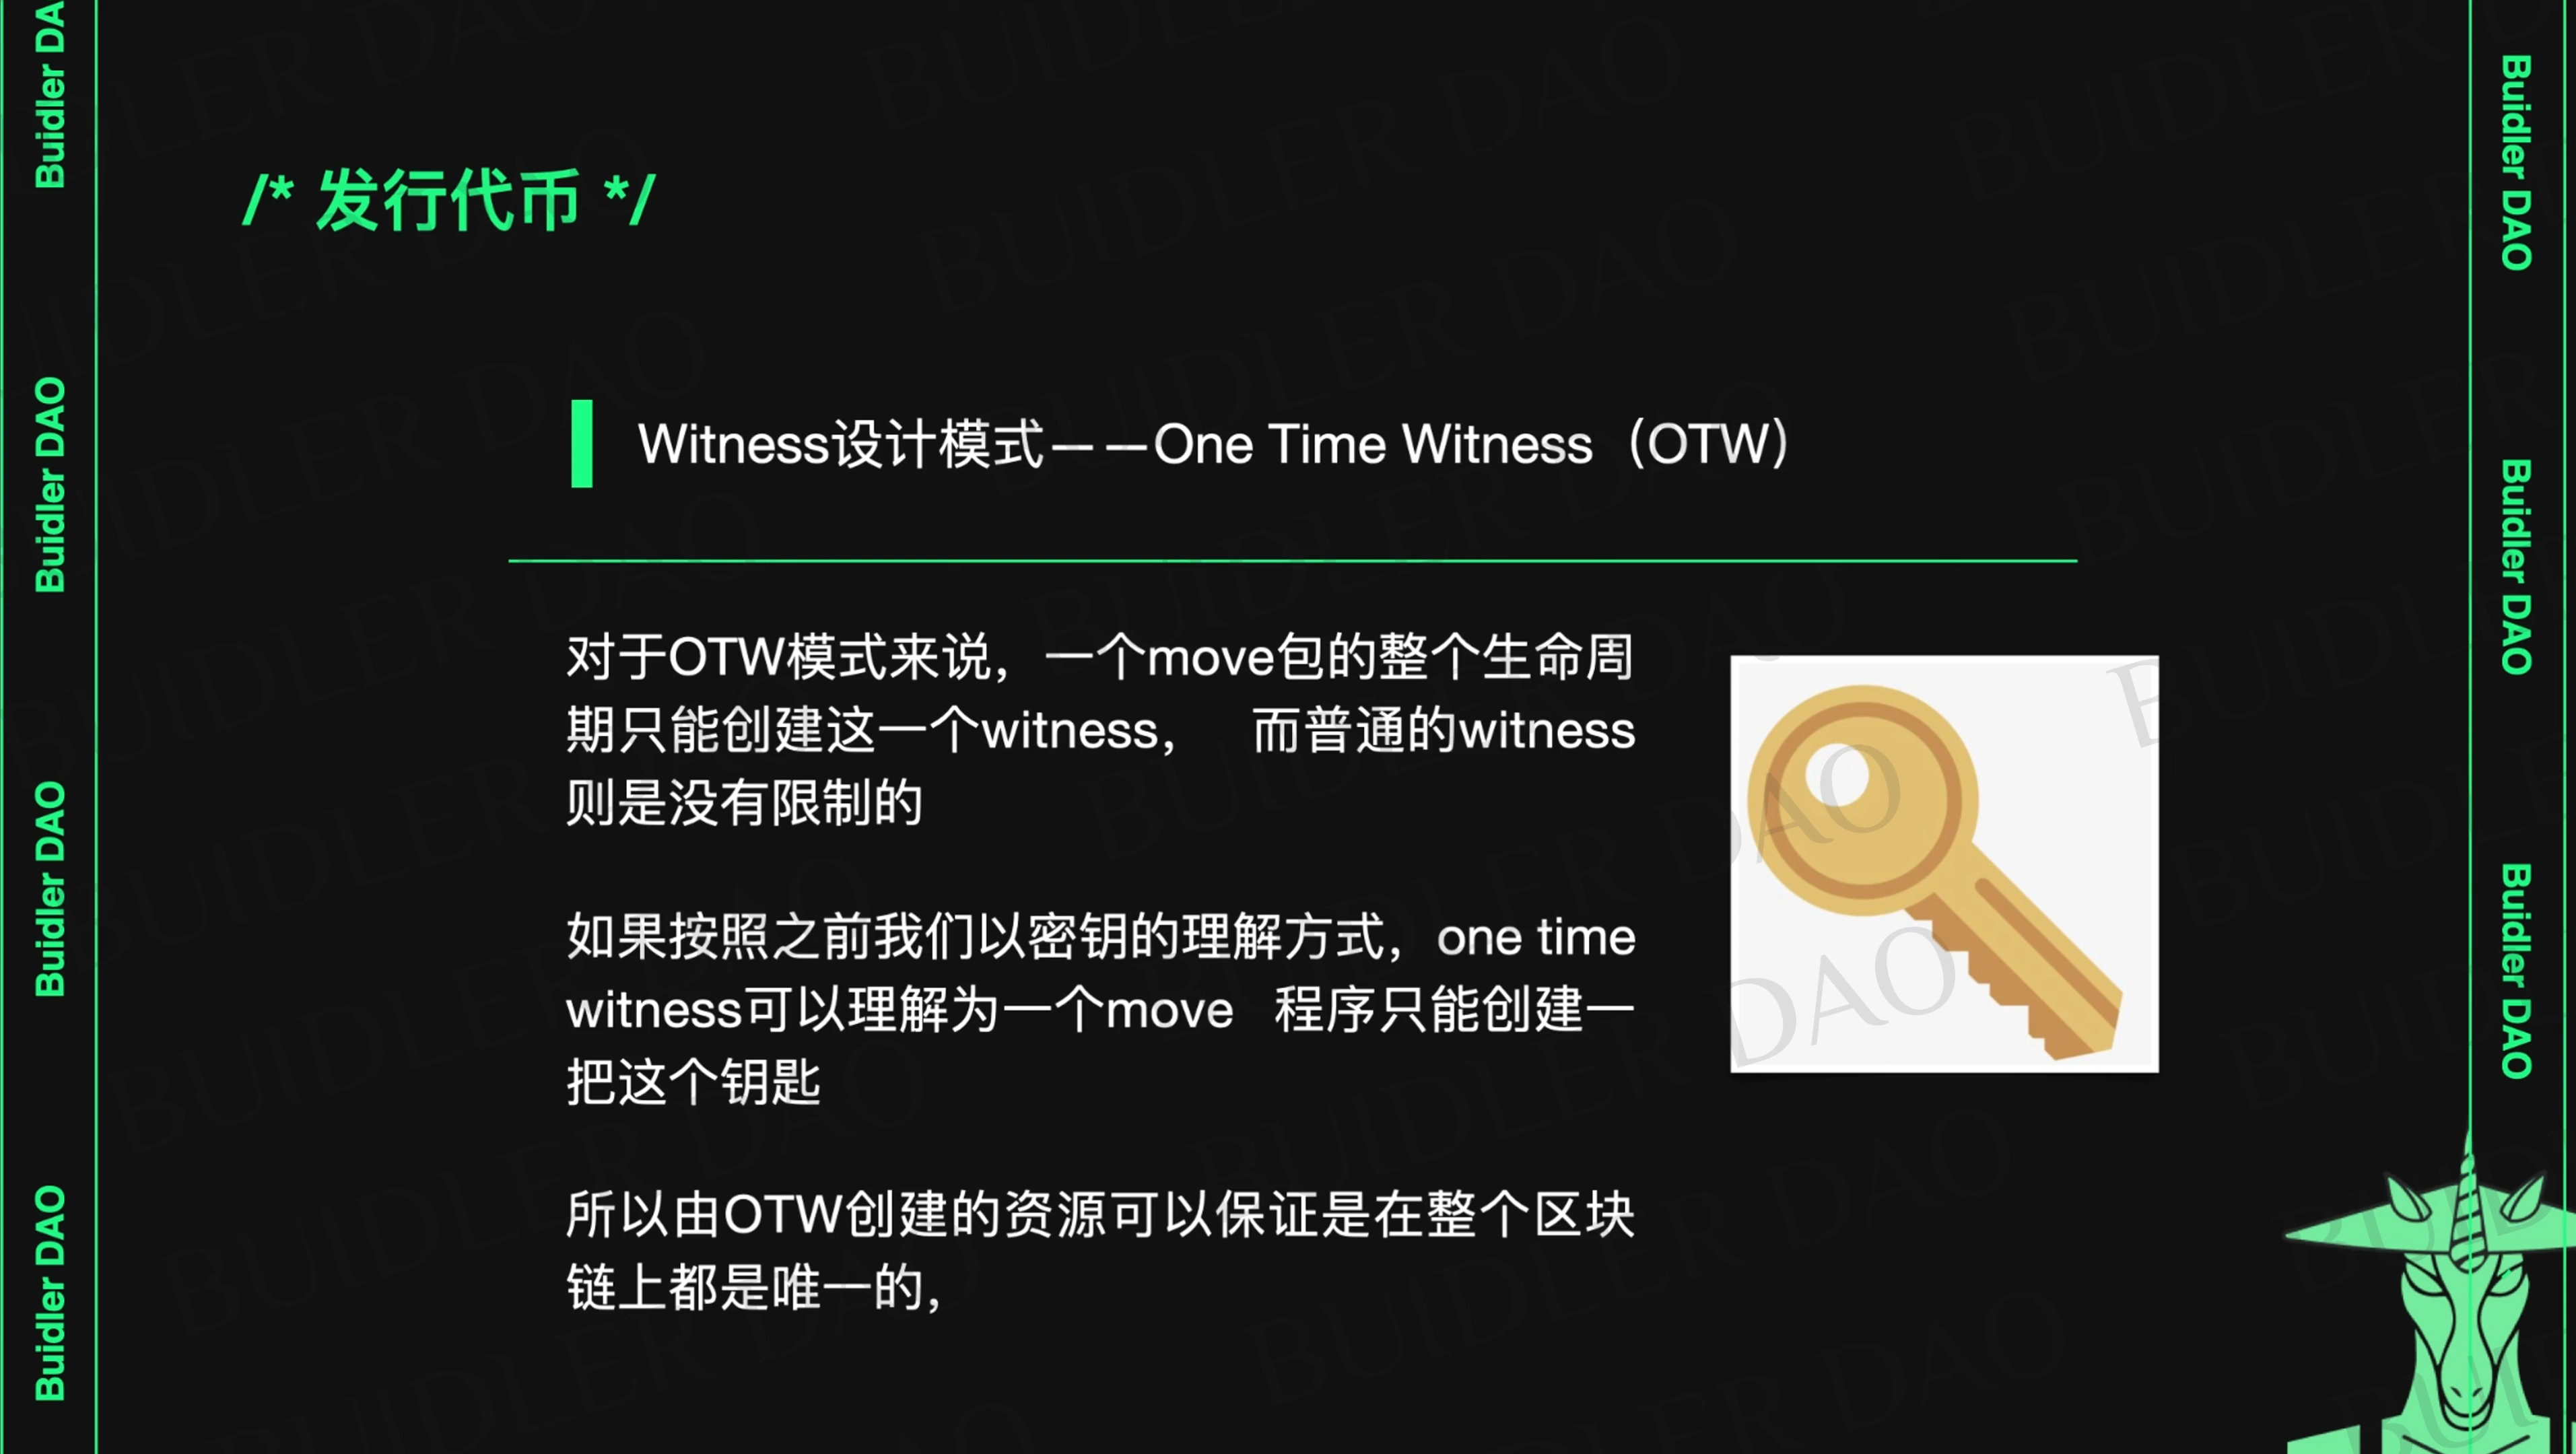 /* 发行代币 */
Witness设计模式——One Time Witness（OTW）
对于OTW模式来说，一个move包的整个生命周
期只能创建这一个witness， 而普通的witness
则是没有限制的
如果按照之前我们以密钥的理解方式，one time
witness可以理解为一个move 程序只能创建一
把这个钥匙
所以由OTW创建的资源可以保证是在整个区块
链上都是唯一的，
Buidler DA
Buidler DAO
Buidler DAO
Buidler DAO
Buidler DAO
Buidler DAO
Buidler DAO
BUIDLER DAO